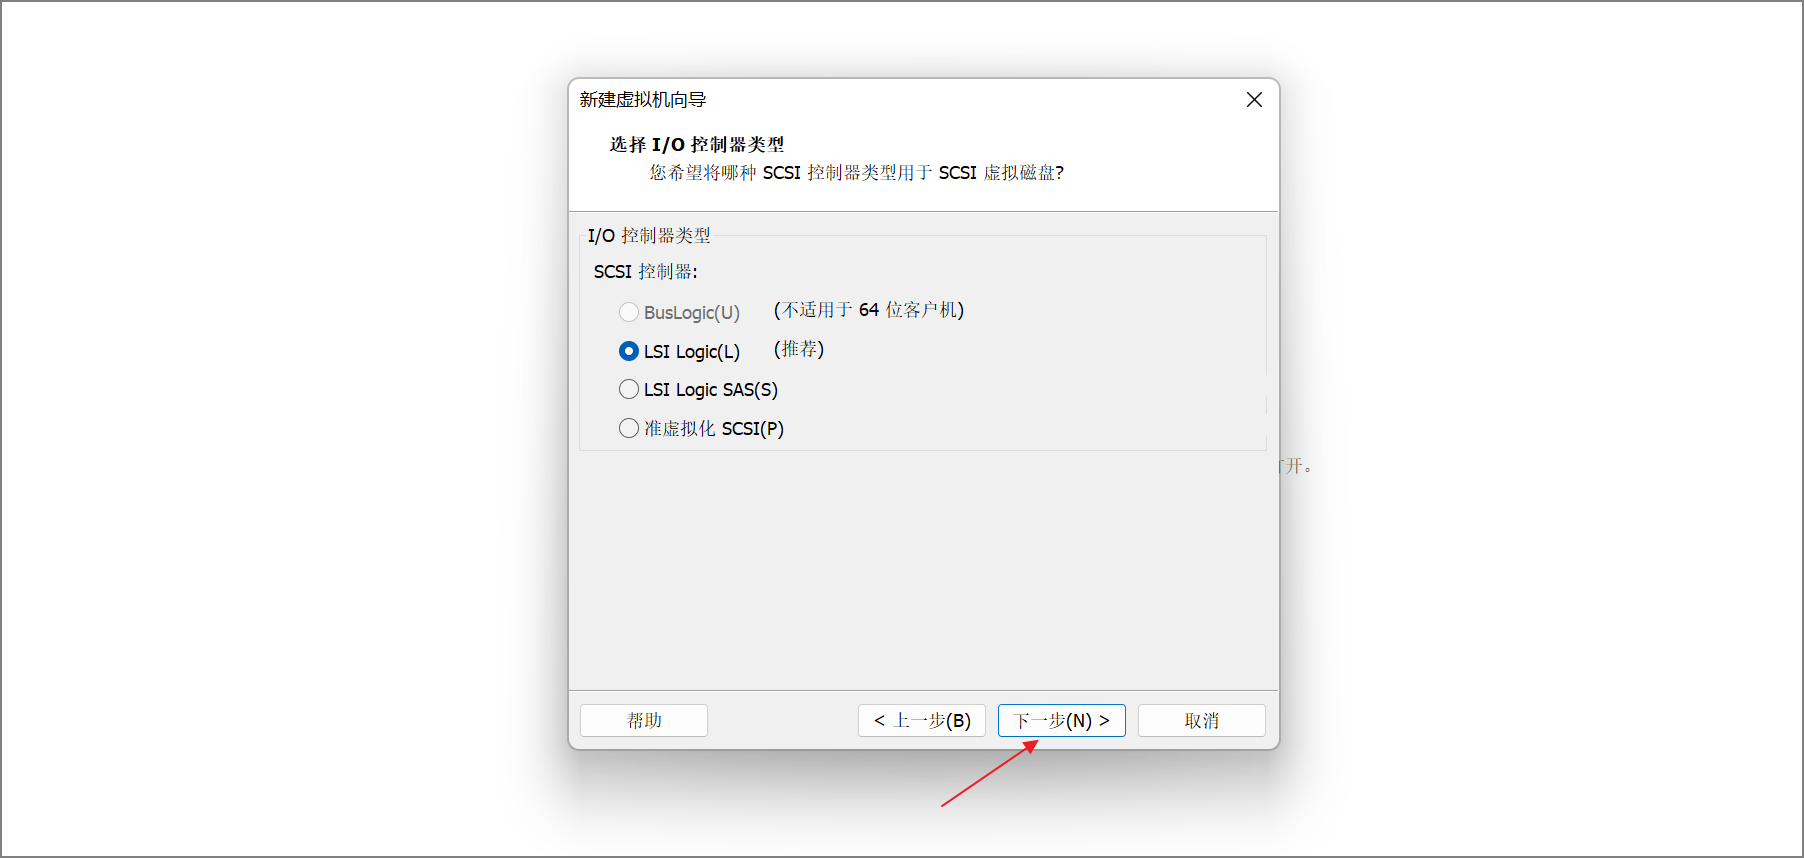 新建虚拟机向导
选择 I/O 控制器类型
您希望将哪种 SCSI 控制器类型用于 SCSI 虚拟磁盘?
I/O 控制器类型
SCSI 控制器:
BusLogic(U) (不适用于 64 位客户机)
LSI Logic(L) (推荐)
LSI Logic SAS(S)
准虚拟化 SCSI(P)
开。
帮助 < 上一步(B) 下一步(N) > 取消